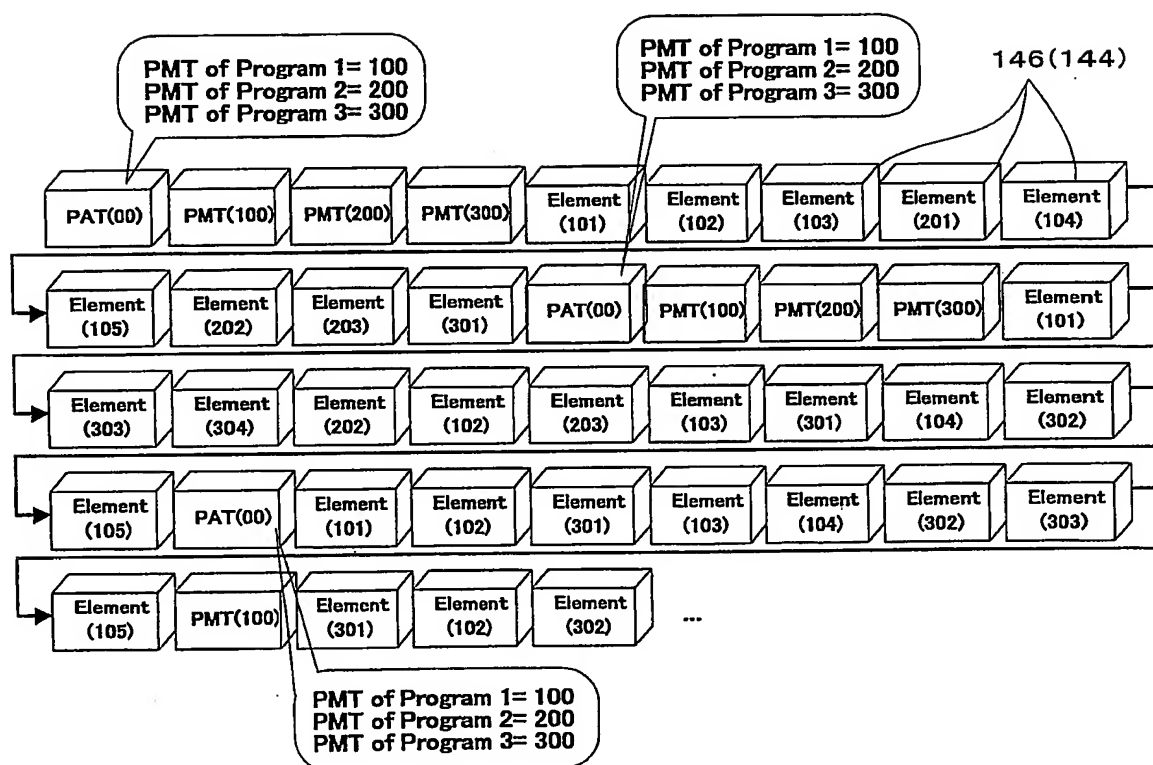 PMT of Program 1= 100
PMT of Program 2= 200
PMT of Program 3= 300
PMT of Program 1= 100
PMT of Program 2= 200
PMT of Program 3= 300
146(144)
PAT(00)
PMT(100)
PMT(200)
PMT(300)
Element
(101)
Element
(102)
Element
(103)
Element
(201)
Element
(104)
Element
(105)
Element
(202)
Element
(203)
Element
(301)
PAT(00)
PMT(100)
PMT(200)
PMT(300)
Element
(101)
Element
(303)
Element
(304)
Element
(202)
Element
(102)
Element
(203)
Element
(103)
Element
(301)
Element
(104)
Element
(302)
Element
(105)
PAT(00)
Element
(101)
Element
(102)
Element
(301)
Element
(103)
Element
(104)
Element
(302)
Element
(303)
Element
(105)
PMT(100)
Element
(301)
Element
(102)
Element
(302)
...
PMT of Program 1= 100
PMT of Program 2= 200
PMT of Program 3= 300